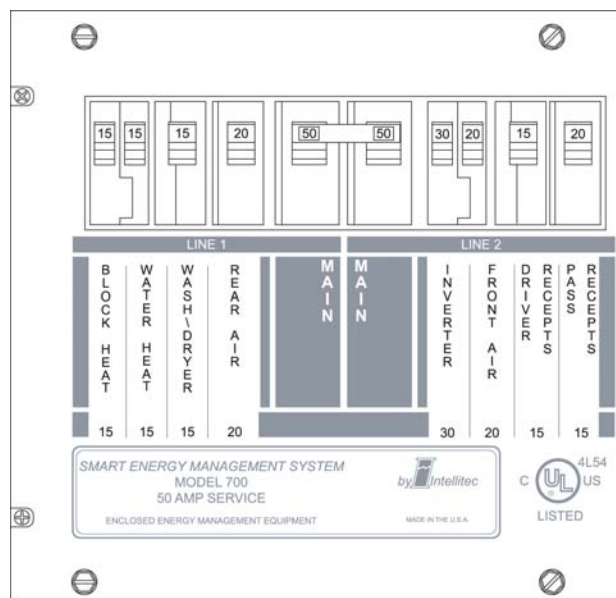 15 15 15 20 50 50 30 20 15 20
LINE 1 LINE 2
BLOCK HEAT
WATER HEAT
WASH\DRYER
REAR AIR
MAIN
MAIN
INVERTER
FRONT AIR
DRIVER
RECEPTS
PASS
RECEPTS
15 15 15 20 30 20 15 15
SMART ENERGY MANAGEMENT SYSTEM
MODEL 700
50 AMP SERVICE
ENCLOSED ENERGY MANAGEMENT EQUIPMENT
by Intellitec
MADE IN THE U.S.A.
4L54
C UL US
LISTED